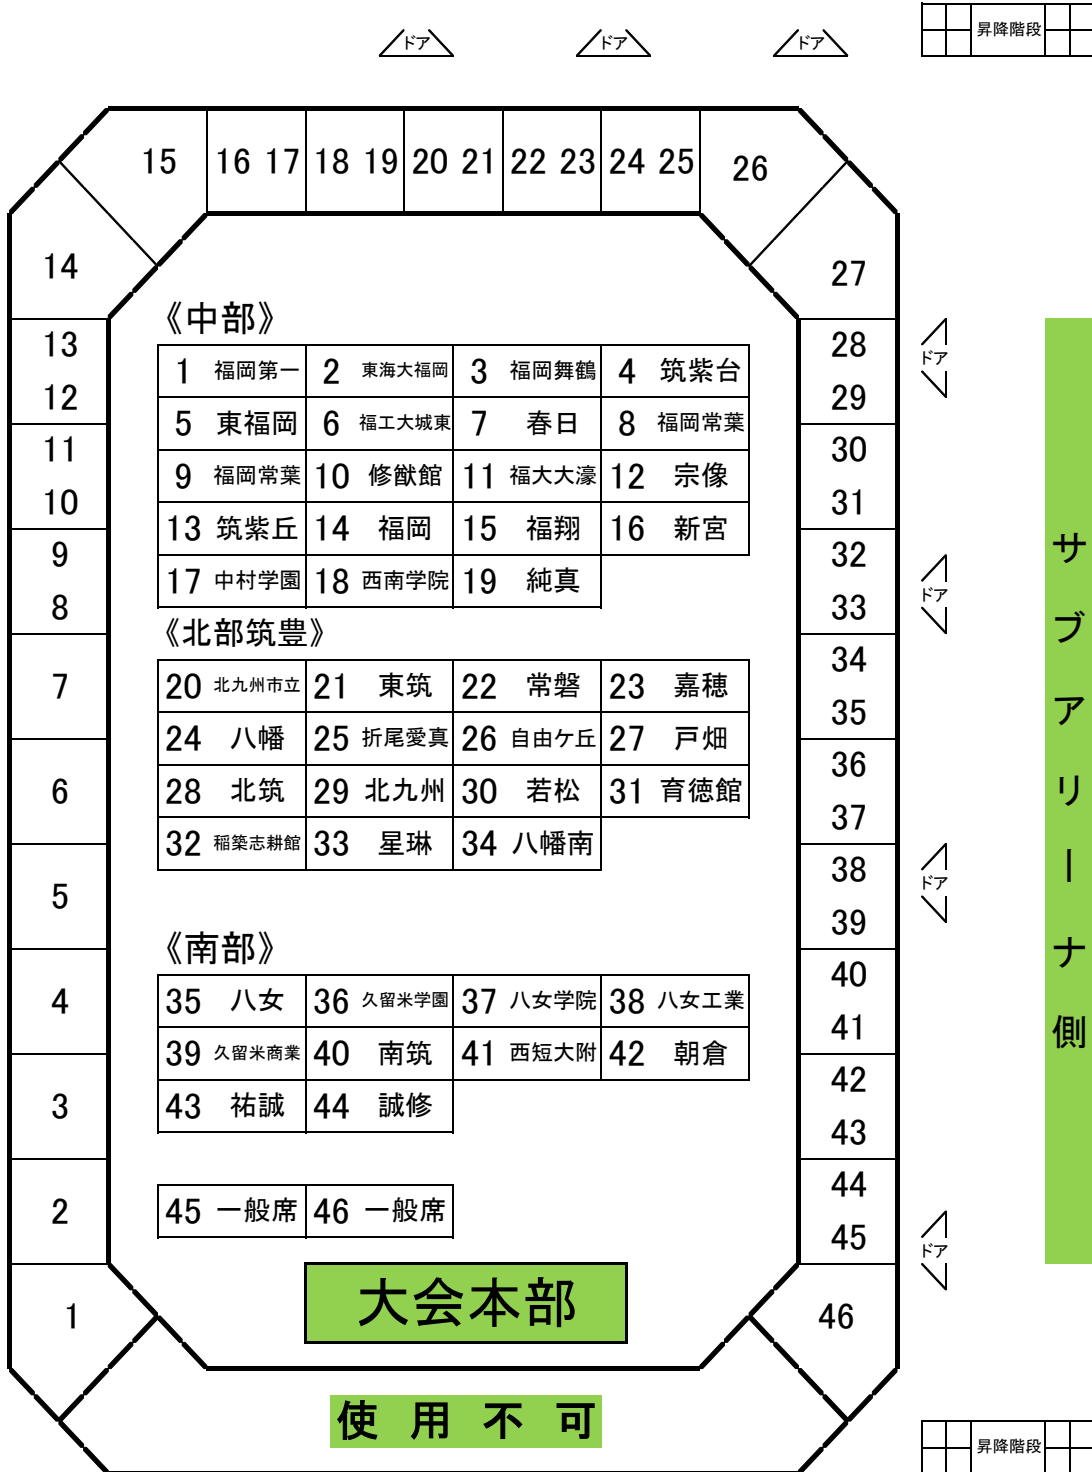 昇降階段
ドア ドア ドア
15 16 17 18 19 20 21 22 23 24 25 26
14 27
13 28
12 29
11 30
10 31
9 32
8 33
7 34
35
6 36
37
5 38
39
4 40
41
3 42
43
2 44
45
1 46
《中部》
1 福岡第一 2 東海大福岡 3 福岡舞鶴 4 筑紫台
5 東福岡 6 福工大城東 7 春日 8 福岡常葉
9 福岡常葉 10 修猷館 11 福大大濠 12 宗像
13 筑紫丘 14 福岡 15 福翔 16 新宮
17 中村学園 18 西南学院 19 純真
《北部筑豊》
20 北九州市立 21 東筑 22 常磐 23 嘉穂
24 八幡 25 折尾愛真 26 自由ケ丘 27 戸畑
28 北筑 29 北九州 30 若松 31 育徳館
32 稲築志耕館 33 星琳 34 八幡南
《南部》
35 八女 36 久留米学園 37 八女学院 38 八女工業
39 久留米商業 40 南筑 41 西短大附 42 朝倉
43 祐誠 44 誠修
45 一般席 46 一般席
大会本部
使用不可
ドア
ドア
ドア
ドア
サブアリーナ側
昇降階段